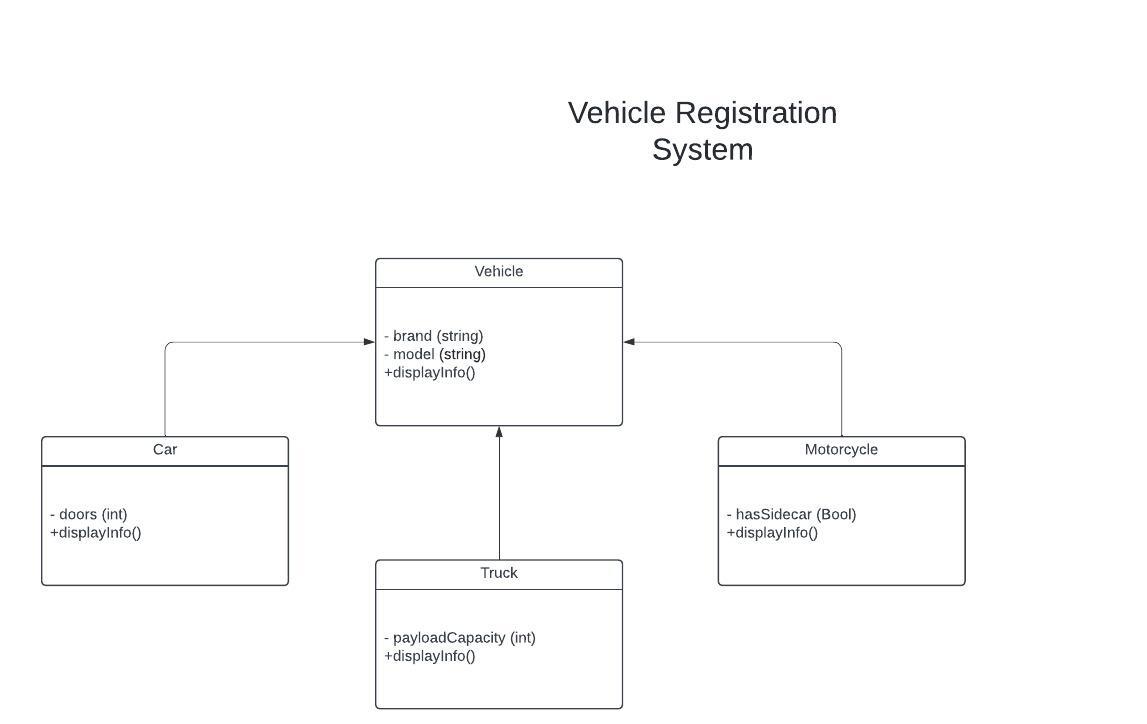 Vehicle Registration
System
Vehicle
- brand (string)
- model (string)
+displayInfo()
Car
- doors (int)
+displayInfo()
Motorcycle
- hasSidecar (Bool)
+displayInfo()
Truck
- payloadCapacity (int)
+displayInfo()